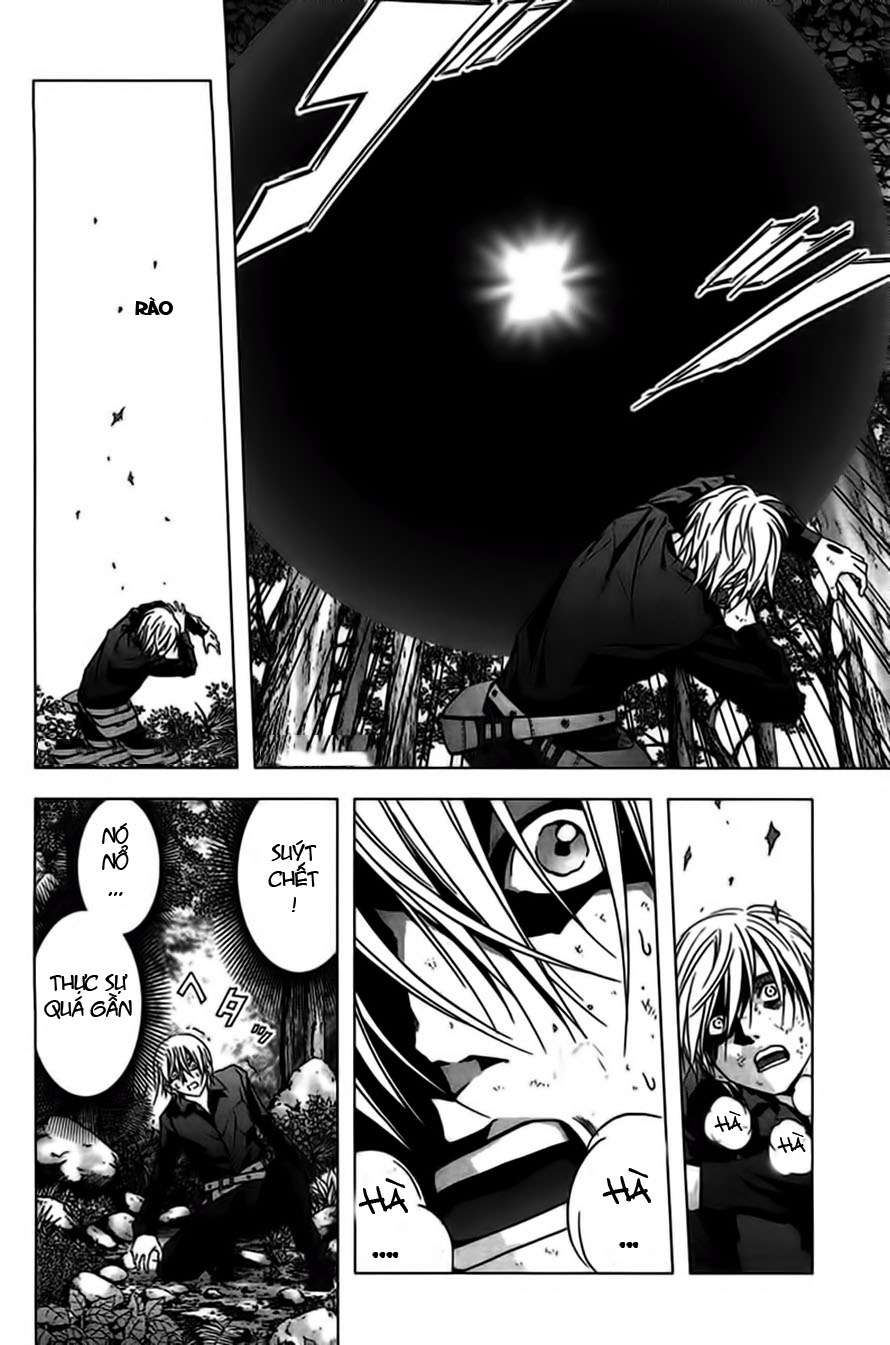 RÀO
HÀ
HÀ
HÀ
...
HÀ
....
SUÝT
CHẾT
!
NÓ
NỔ
...
THỰC SỰ
QUÁ GẦN
ヘタ